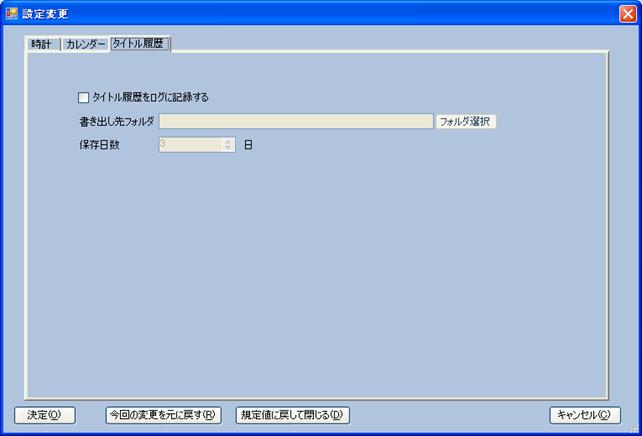 設定変更
時計 カレンダー タイトル履歴
タイトル履歴をログに記録する
書き出し先フォルダ フォルダ選択
保存日数 3 日
決定(O) 今回の変更を元に戻す(R) 規定値に戻して閉じる(D) キャンセル(C)